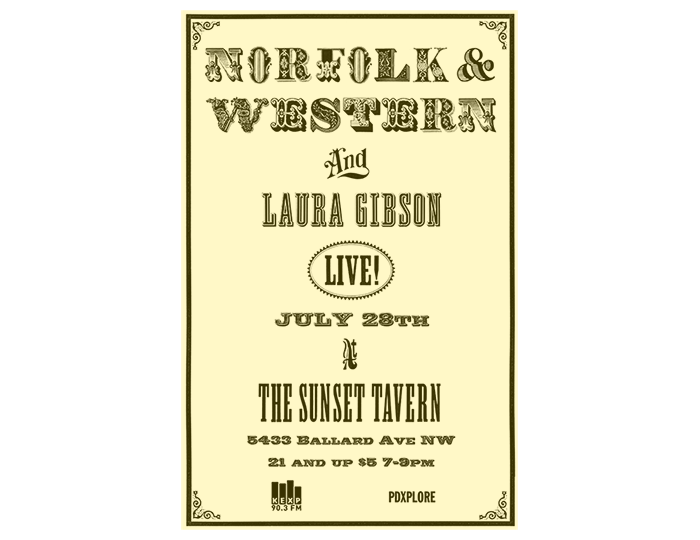 NORFOLK &
WESTERN
And
LAURA GIBSON
LIVE!
JULY 28TH
At
THE SUNSET TAVERN
5433 BALLARD AVE NW
21 AND UP $5 7-9PM
KEXP
90.3 FM
PDXPLORE